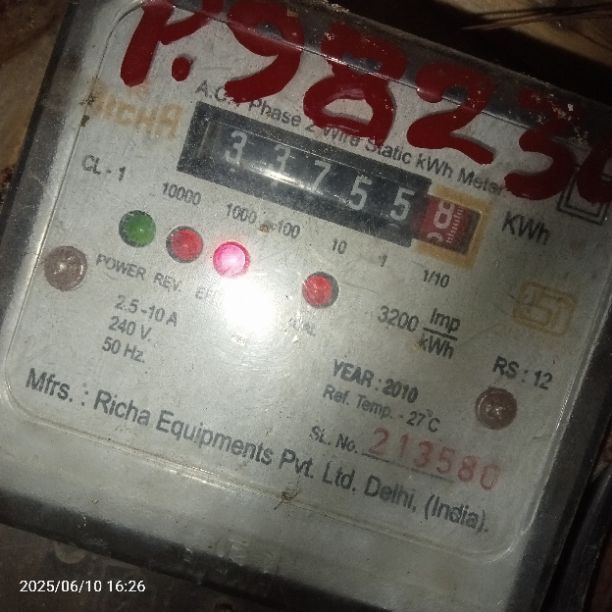 P.9823
RICHA
A.C. 1 Phase 2 Wire Static kWh Meter
CL - 1
3 3 7 5 5 8
KWh
10000 1000 100 10 1 1/10
POWER REV.
2.5-10 A
240 V.
50 Hz.
3200 Imp
kWh
RS : 12
YEAR : 2010
Ref. Temp. - 27°C
SL. No. 213580
Mfrs. : Richa Equipments Pvt. Ltd. Delhi, (India).
2025/06/10 16:26